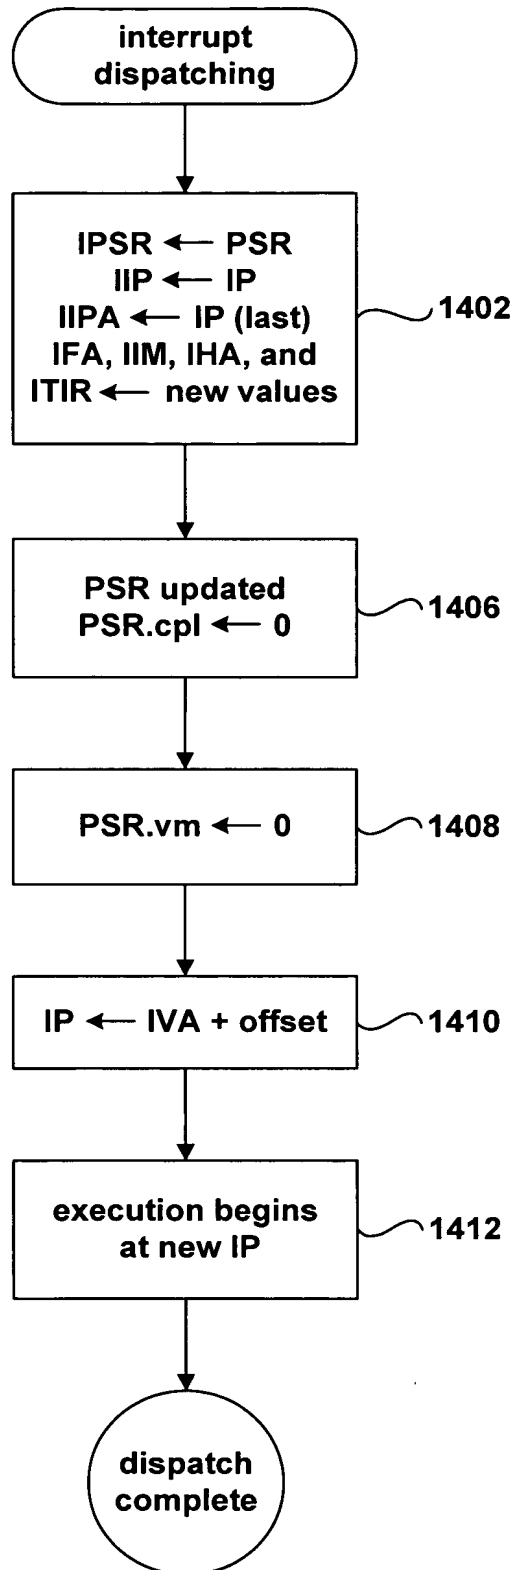 interrupt
dispatching
IPSR ← PSR
IIP ← IP
IIPA ← IP (last)
IFA, IIM, IHA, and
ITIR ← new values
1402
PSR updated
PSR.cpl ← 0
1406
PSR.vm ← 0
1408
IP ← IVA + offset
1410
execution begins
at new IP
1412
dispatch
complete